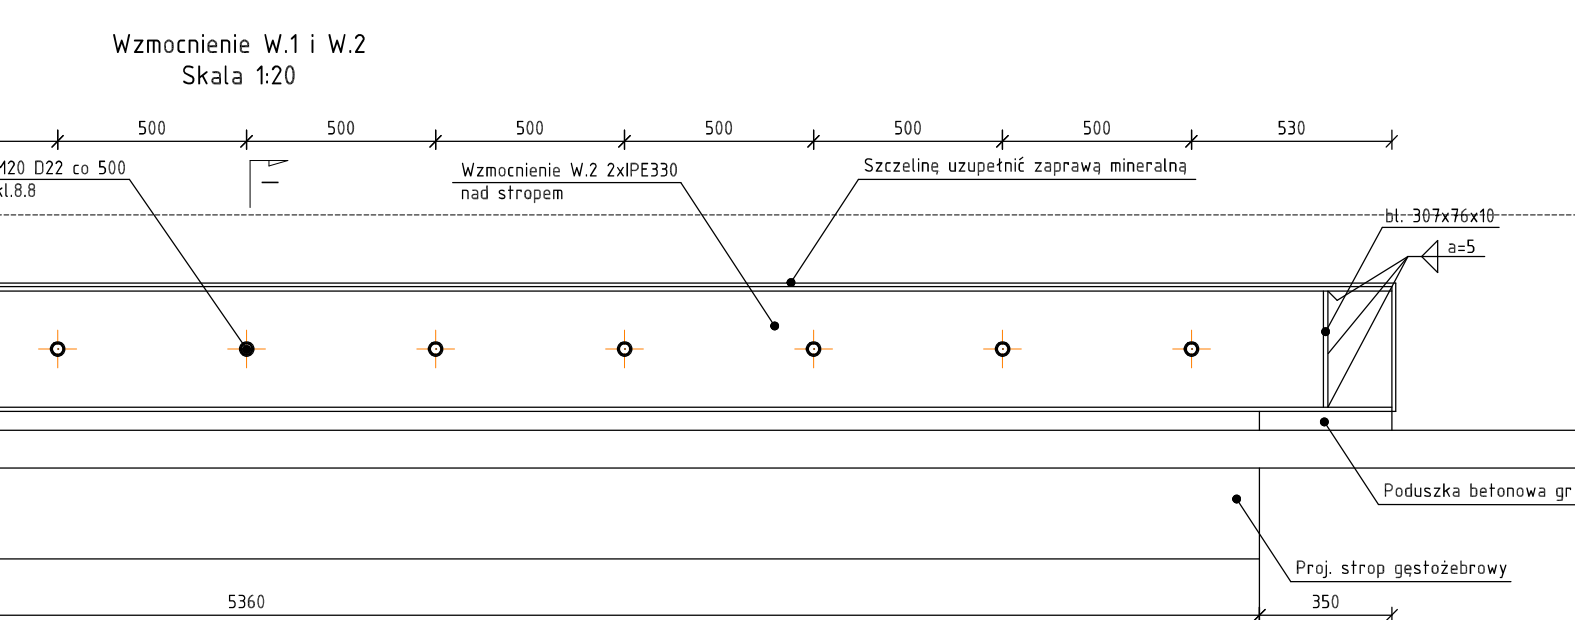 Wzmocnienie W.1 i W.2
Skala 1:20
500 500 500 500 500 500 530
M20 D22 co 500
kl.8.8
Wzmocnienie W.2 2xIPE330
nad stropem
Szczelinę uzupełnić zaprawą mineralną
bl. 307x76x10
a=5
Poduszka betonowa gr
Proj. strop gęstożebrowy
5360 350